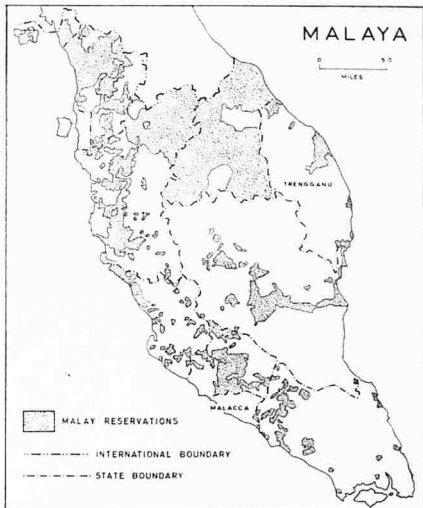 MALAYA
0 50
MILES
TRENGGANU
MALACCA
MALAY RESERVATIONS
INTERNATIONAL BOUNDARY
STATE BOUNDARY